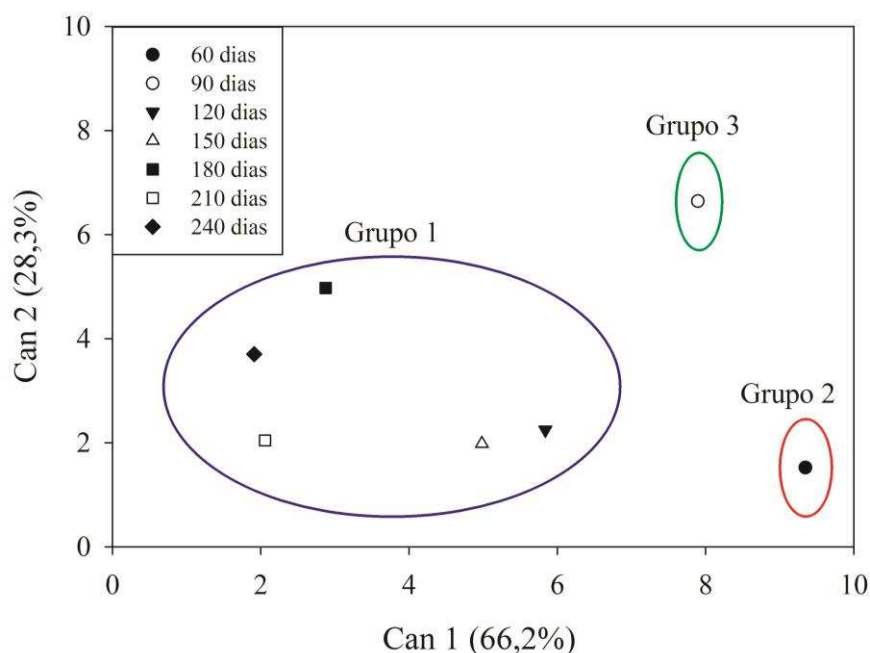 10
8
6
4
2
0
Can 2 (28,3%)
60 dias
90 dias
120 dias
150 dias
180 dias
210 dias
240 dias
Grupo 1
Grupo 3
Grupo 2
0 2 4 6 8 10
Can 1 (66,2%)